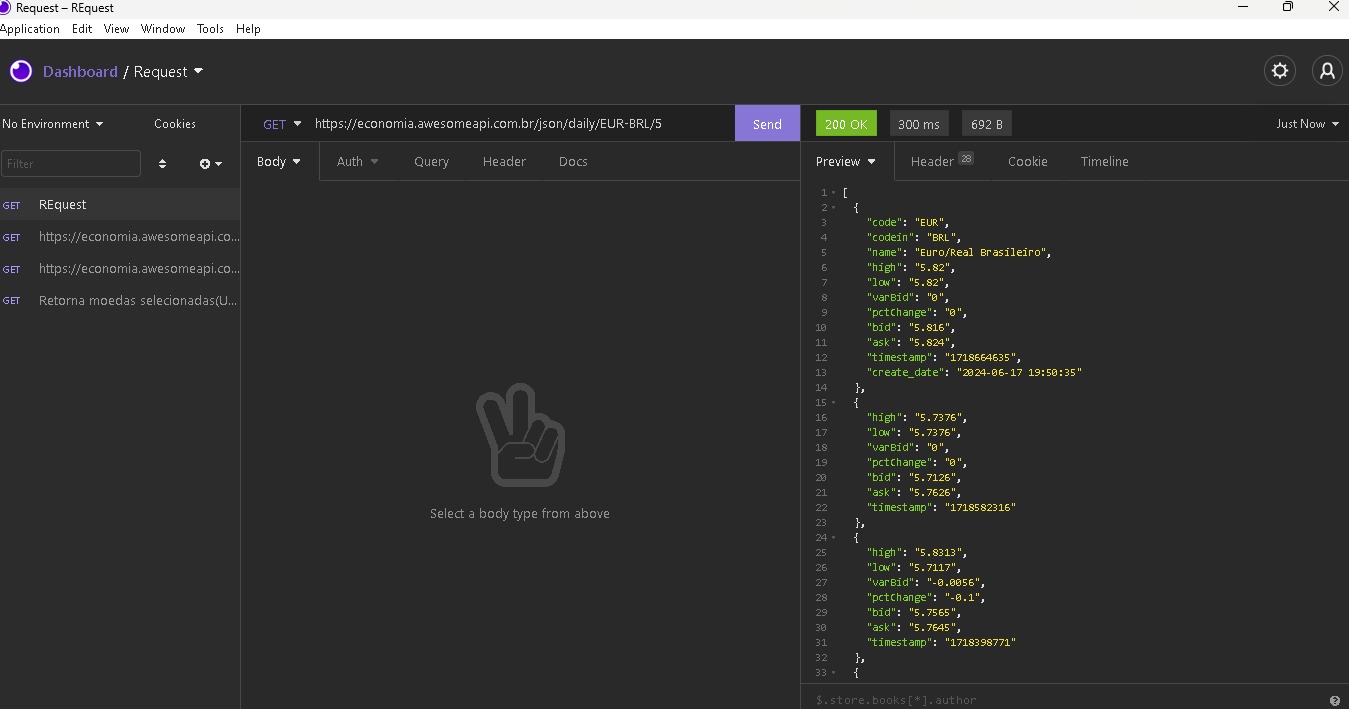 Request – REquest
Application Edit View Window Tools Help
Dashboard / Request
No Environment Cookies
Filter
GET REquest
GET https://economia.awesomeapi.co...
GET https://economia.awesomeapi.co...
GET Retorna moedas selecionadas(U...
GET https://economia.awesomeapi.com.br/json/daily/EUR-BRL/5 Send
Body Auth Query Header Docs
Select a body type from above
200 OK 300 ms 692 B Just Now
Preview Header 28 Cookie Timeline
1 [
2 {
3 "code": "EUR",
4 "codein": "BRL",
5 "name": "Euro/Real Brasileiro",
6 "high": "5.82",
7 "low": "5.82",
8 "varBid": "0",
9 "pctChange": "0",
10 "bid": "5.816",
11 "ask": "5.824",
12 "timestamp": "1718664635",
13 "create_date": "2024-06-17 19:50:35"
14 },
15 {
16 "high": "5.7376",
17 "low": "5.7376",
18 "varBid": "0",
19 "pctChange": "0",
20 "bid": "5.7126",
21 "ask": "5.7626",
22 "timestamp": "1718582316"
23 },
24 {
25 "high": "5.8313",
26 "low": "5.7117",
27 "varBid": "-0.0056",
28 "pctChange": "-0.1",
29 "bid": "5.7565",
30 "ask": "5.7645",
31 "timestamp": "1718398771"
32 },
33 {
$.store.books[*].author